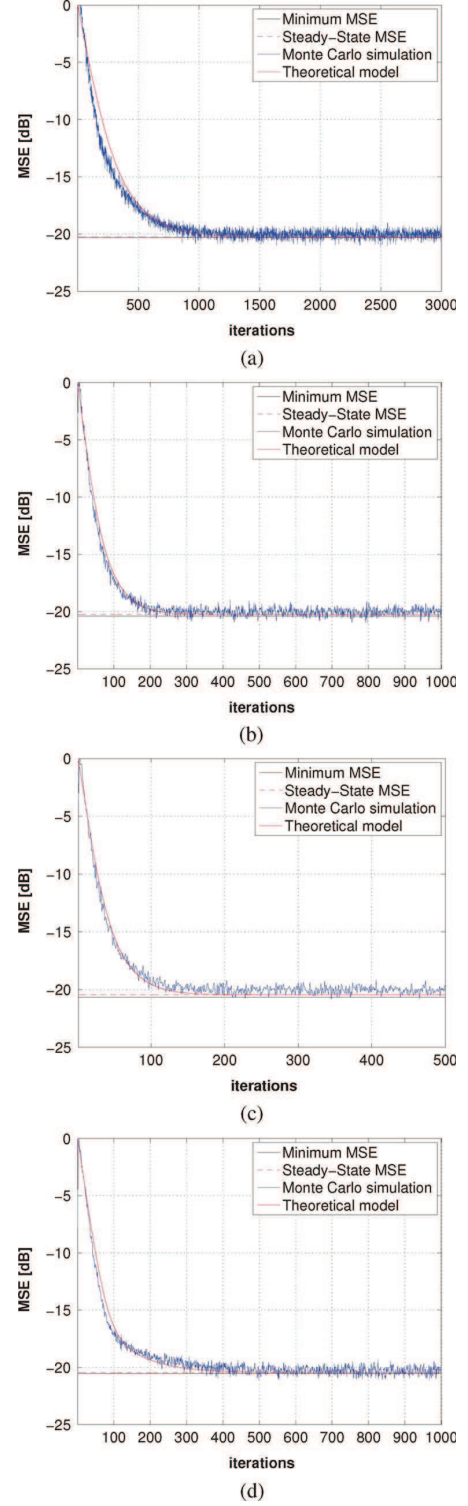 0
Minimum MSE
Steady-State MSE
Monte Carlo simulation
Theoretical model
-5
-10
-15
-20
-25
MSE [dB]
500 1000 1500 2000 2500 3000
iterations
(a)
0
Minimum MSE
Steady-State MSE
Monte Carlo simulation
Theoretical model
-5
-10
-15
-20
-25
MSE [dB]
100 200 300 400 500 600 700 800 900 1000
iterations
(b)
0
Minimum MSE
Steady-State MSE
Monte Carlo simulation
Theoretical model
-5
-10
-15
-20
-25
MSE [dB]
100 200 300 400 500
iterations
(c)
0
Minimum MSE
Steady-State MSE
Monte Carlo simulation
Theoretical model
-5
-10
-15
-20
-25
MSE [dB]
100 200 300 400 500 600 700 800 900 1000
iterations
(d)